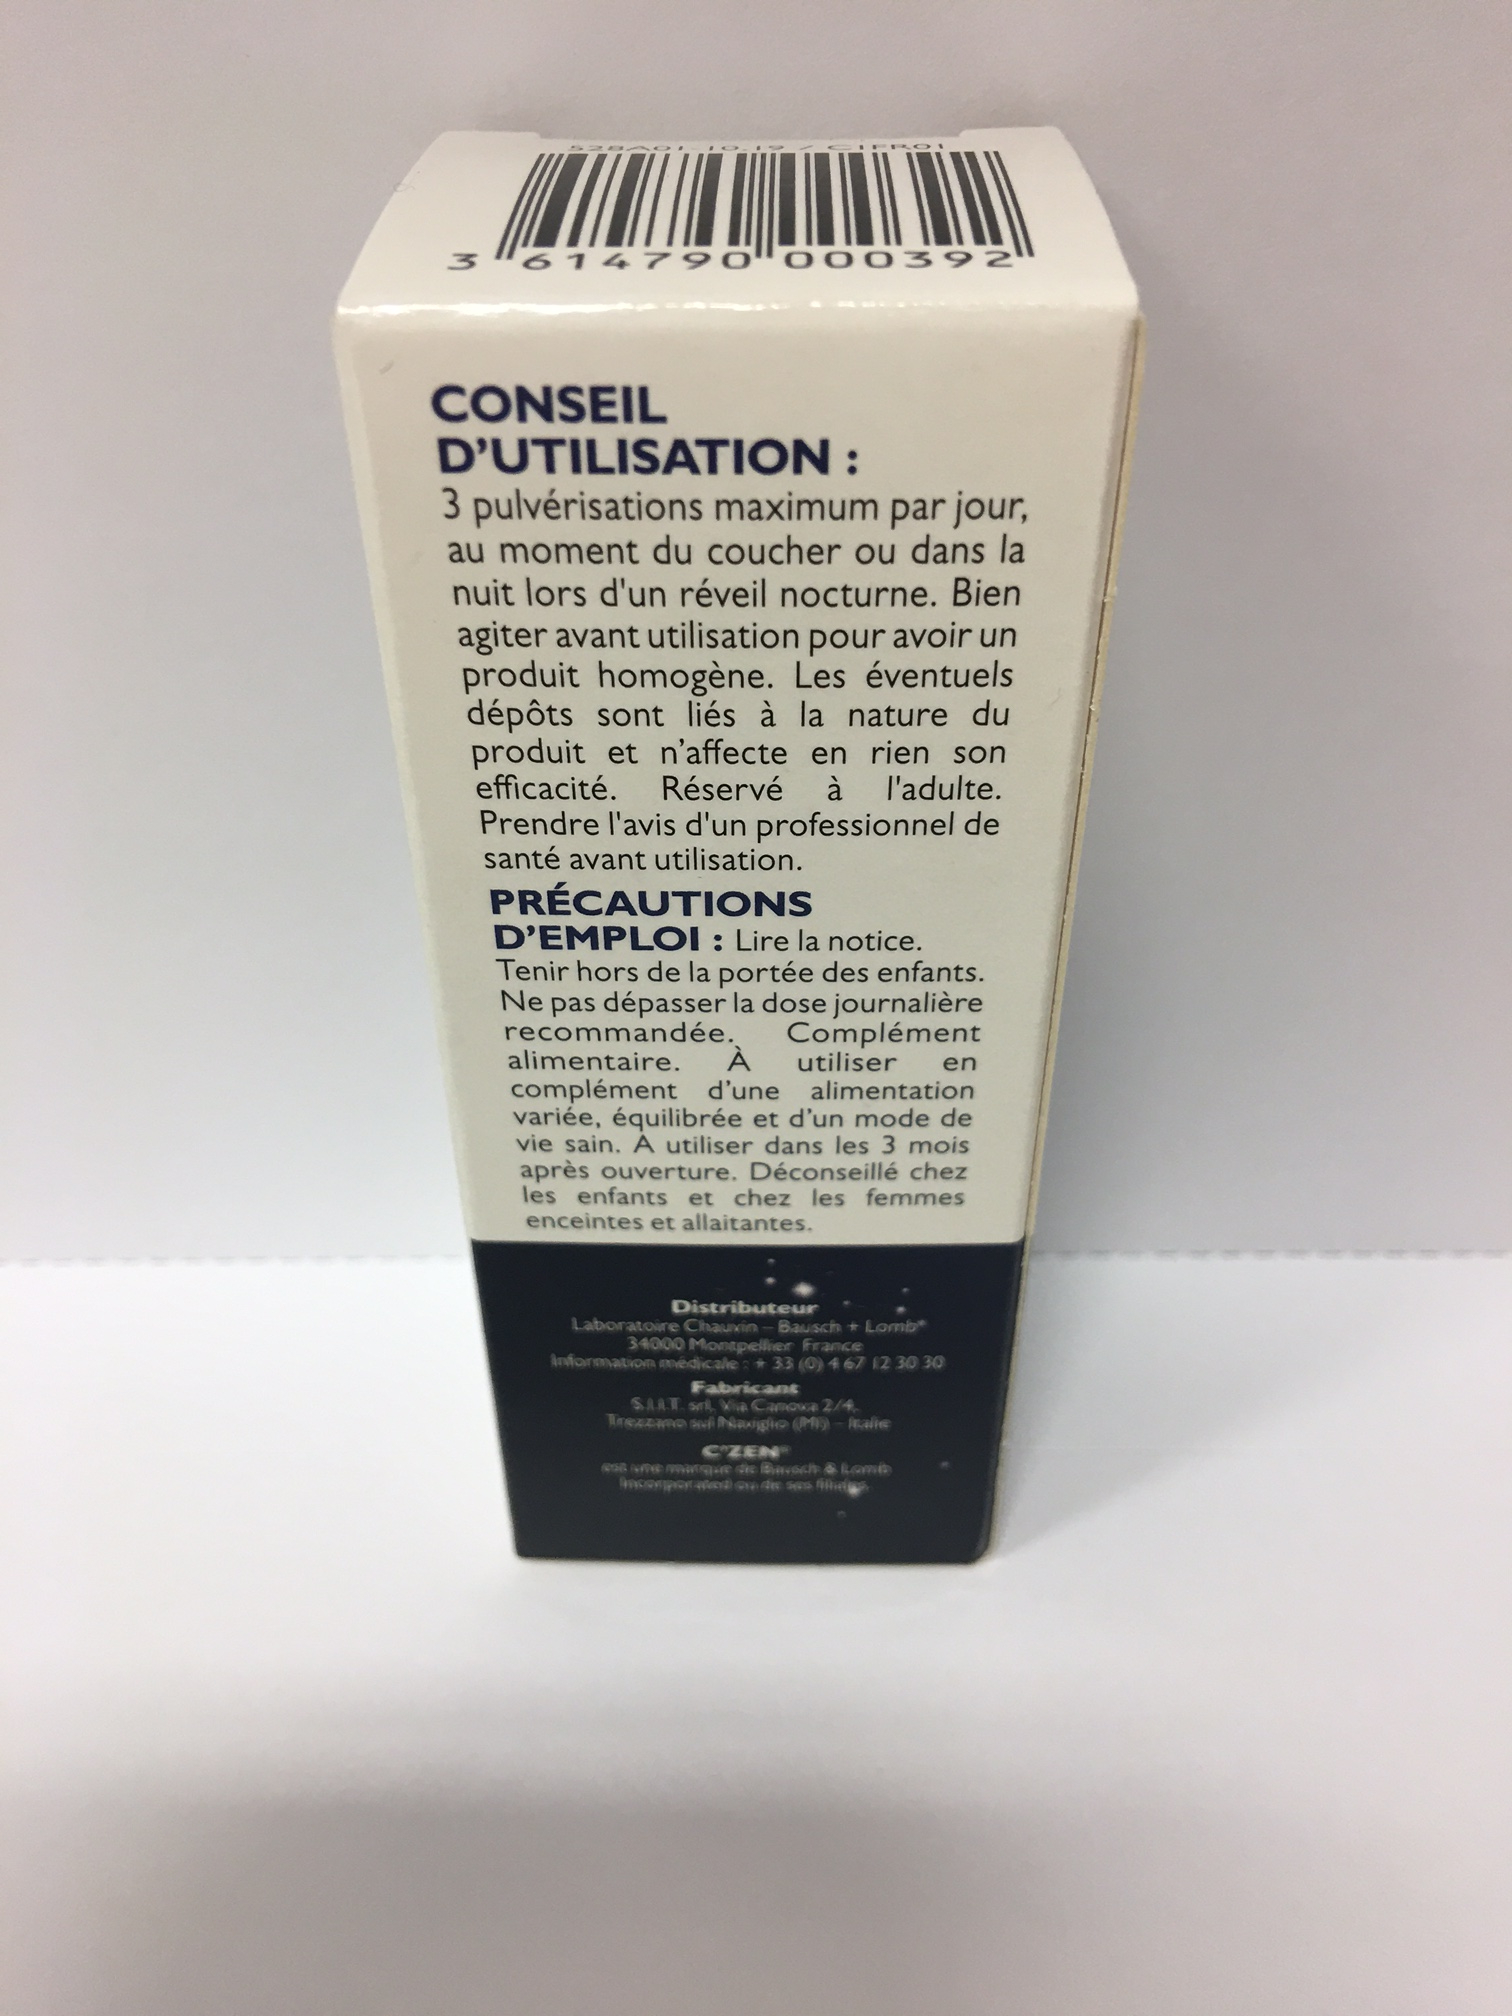 528A01-10.19 / C1FR01
3 614790 000392
CONSEIL
D'UTILISATION :
3 pulvérisations maximum par jour,
au moment du coucher ou dans la
nuit lors d'un réveil nocturne. Bien
agiter avant utilisation pour avoir un
produit homogène. Les éventuels
dépôts sont liés à la nature du
produit et n'affecte en rien son
efficacité. Réservé à l'adulte.
Prendre l'avis d'un professionnel de
santé avant utilisation.
PRÉCAUTIONS
D'EMPLOI : Lire la notice.
Tenir hors de la portée des enfants.
Ne pas dépasser la dose journalière
recommandée. Complément
alimentaire. À utiliser en
complément d'une alimentation
variée, équilibrée et d'un mode de
vie sain. A utiliser dans les 3 mois
après ouverture. Déconseillé chez
les enfants et chez les femmes
enceintes et allaitantes.
Distributeur
Laboratoire Chauvin – Bausch + Lomb®
34000 Montpellier France
Information médicale : + 33 (0) 4 67 12 30 30
Fabricant
S.I.I.T. srl, Via Canova 2/4,
Trezzano sul Naviglio (MI) – Italie
C'ZEN®
est une marque de Bausch & Lomb
Incorporated ou de ses filiales.